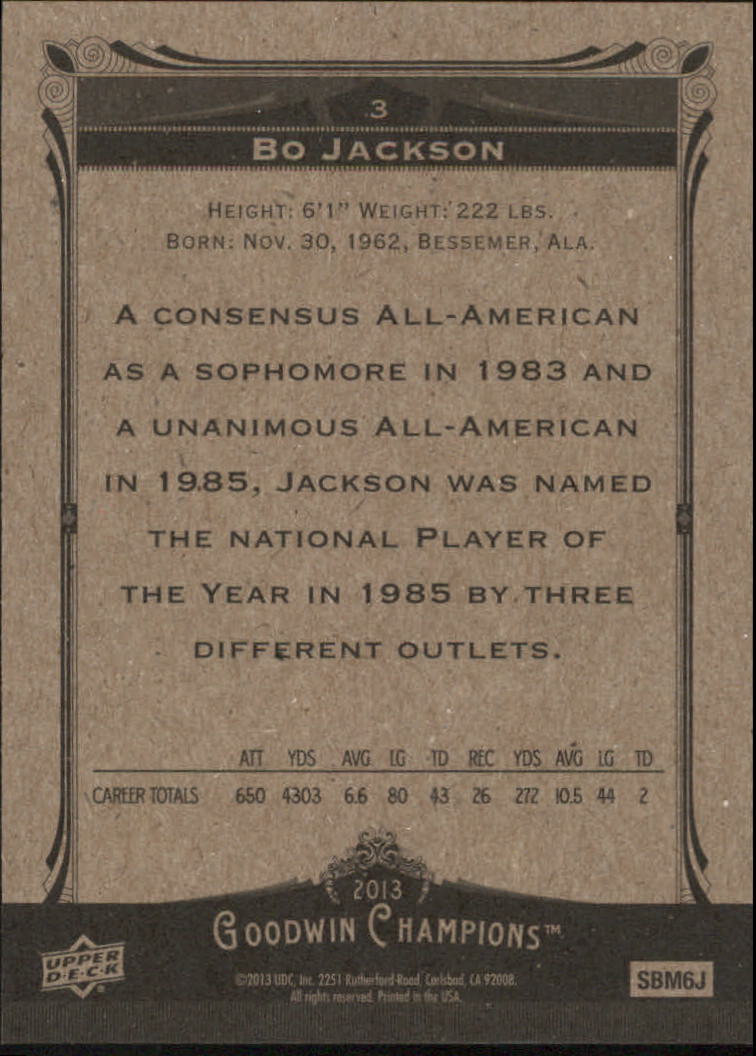 3
BO JACKSON
HEIGHT: 6'1" WEIGHT: 222 LBS.
BORN: NOV. 30, 1962, BESSEMER, ALA.
A CONSENSUS ALL-AMERICAN
AS A SOPHOMORE IN 1983 AND
A UNANIMOUS ALL-AMERICAN
IN 1985, JACKSON WAS NAMED
THE NATIONAL PLAYER OF
THE YEAR IN 1985 BY THREE
DIFFERENT OUTLETS.
ATT YDS AVG LG TD REC YDS AVG LG TD
CAREER TOTALS 650 4303 6.6 80 43 26 272 10.5 44 2
2013
GOODWIN CHAMPIONS™
UPPER
D·E·C·K®
©2013 UDC, Inc. 2251 Rutherford Road, Carlsbad, CA 92008.
All rights reserved. Printed in the USA.
SBM6J